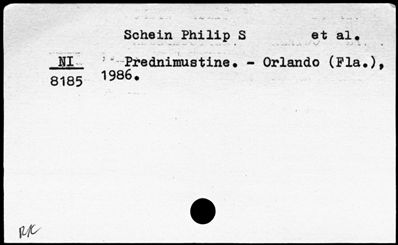 Schein Philip S et al.
NI
8185
Prednimustine. - Orlando (Fla.),
1986.